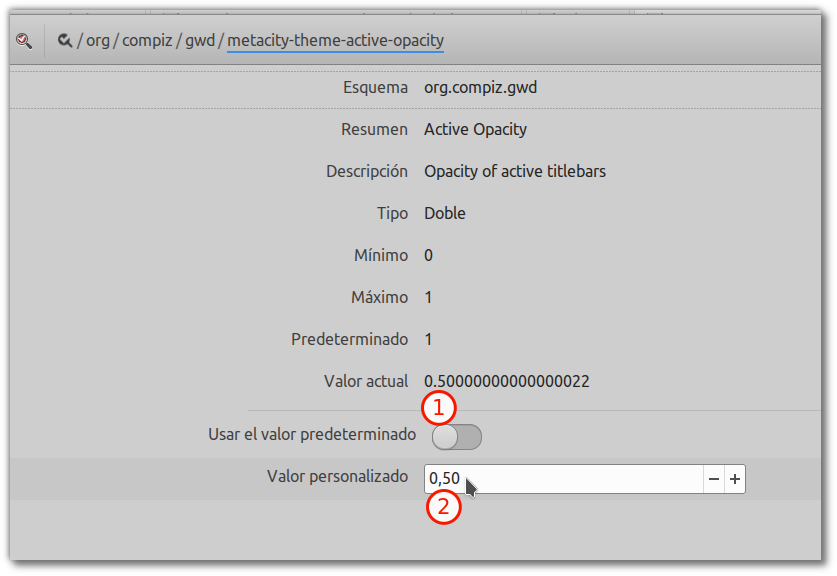 / org / compiz / gwd / metacity-theme-active-opacity
Esquema org.compiz.gwd
Resumen Active Opacity
Descripción Opacity of active titlebars
Tipo Doble
Mínimo 0
Máximo 1
Predeterminado 1
Valor actual 0.50000000000000022
1
Usar el valor predeterminado
Valor personalizado 0,50
2